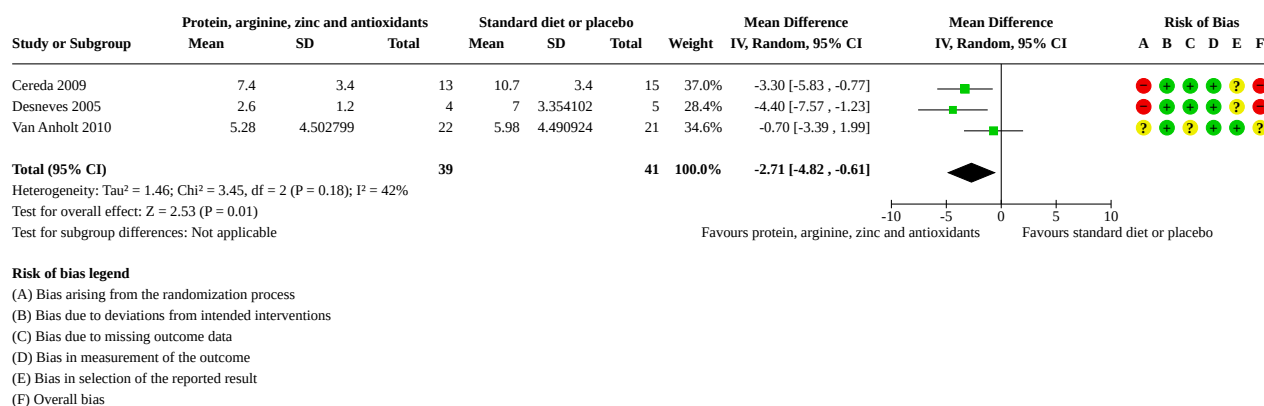 Protein, arginine, zinc and antioxidants Standard diet or placebo Mean Difference Mean Difference Risk of Bias
Study or Subgroup Mean SD Total Mean SD Total Weight IV, Random, 95% CI IV, Random, 95% CI A B C D E F
Cereda 2009 7.4 3.4 13 10.7 3.4 15 37.0% -3.30 [-5.83 , -0.77] − + + + ? −
Desneves 2005 2.6 1.2 4 7 3.354102 5 28.4% -4.40 [-7.57 , -1.23] − + + + ? −
Van Anholt 2010 5.28 4.502799 22 5.98 4.490924 21 34.6% -0.70 [-3.39 , 1.99] ? + ? + + ?
Total (95% CI) 39 41 100.0% -2.71 [-4.82 , -0.61]
Heterogeneity: Tau² = 1.46; Chi² = 3.45, df = 2 (P = 0.18); I² = 42%
Test for overall effect: Z = 2.53 (P = 0.01) -10 -5 0 5 10
Test for subgroup differences: Not applicable Favours protein, arginine, zinc and antioxidants Favours standard diet or placebo
Risk of bias legend
(A) Bias arising from the randomization process
(B) Bias due to deviations from intended interventions
(C) Bias due to missing outcome data
(D) Bias in measurement of the outcome
(E) Bias in selection of the reported result
(F) Overall bias